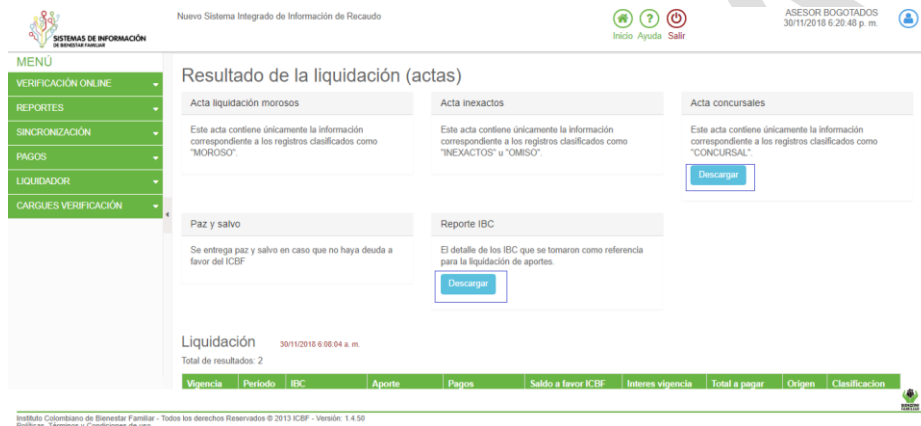 SISTEMAS DE INFORMACIÓN
DE BIENESTAR FAMILIAR
Nuevo Sistema Integrado de Información de Recaudo
Inicio Ayuda Salir
ASESOR BOGOTADOS
30/11/2018 6:20:48 p. m.
MENÚ
VERIFICACIÓN ONLINE
REPORTES
SINCRONIZACIÓN
PAGOS
LIQUIDADOR
CARGUES VERIFICACIÓN
Resultado de la liquidación (actas)
Acta liquidación morosos
Este acta contiene únicamente la información
correspondiente a los registros clasificados como
"MOROSO".
Acta inexactos
Este acta contiene únicamente la información
correspondiente a los registros clasificados como
"INEXACTOS" u "OMISO".
Acta concursales
Este acta contiene únicamente la información
correspondiente a los registros clasificados como
"CONCURSAL".
Descargar
Paz y salvo
Se entrega paz y salvo en caso que no haya deuda a
favor del ICBF
Reporte IBC
El detalle de los IBC que se tomaron como referencia
para la liquidación de aportes.
Descargar
Liquidación 30/11/2018 6:08:04 a. m.
Total de resultados: 2
Vigencia Periodo IBC Aporte Pagos Saldo a favor ICBF Interes vigencia Total a pagar Origen Clasificacion
BIENESTAR
FAMILIAR
Instituto Colombiano de Bienestar Familiar - Todos los derechos Reservados © 2013 ICBF - Versión: 1.4.50
Políticas, Términos y Condiciones de uso